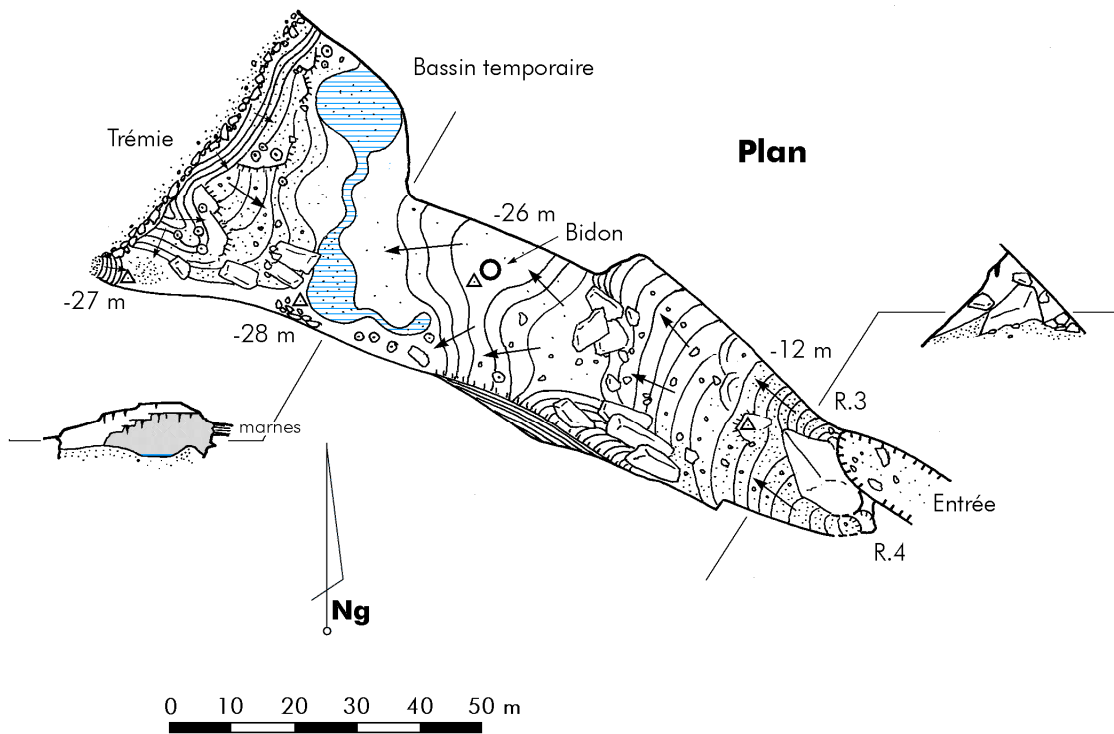 Bassin temporaire
Trémie
Plan
-26 m
Bidon
-27 m
-28 m
-12 m
R.3
marnes
Entrée
R.4
Ng
0 10 20 30 40 50 m